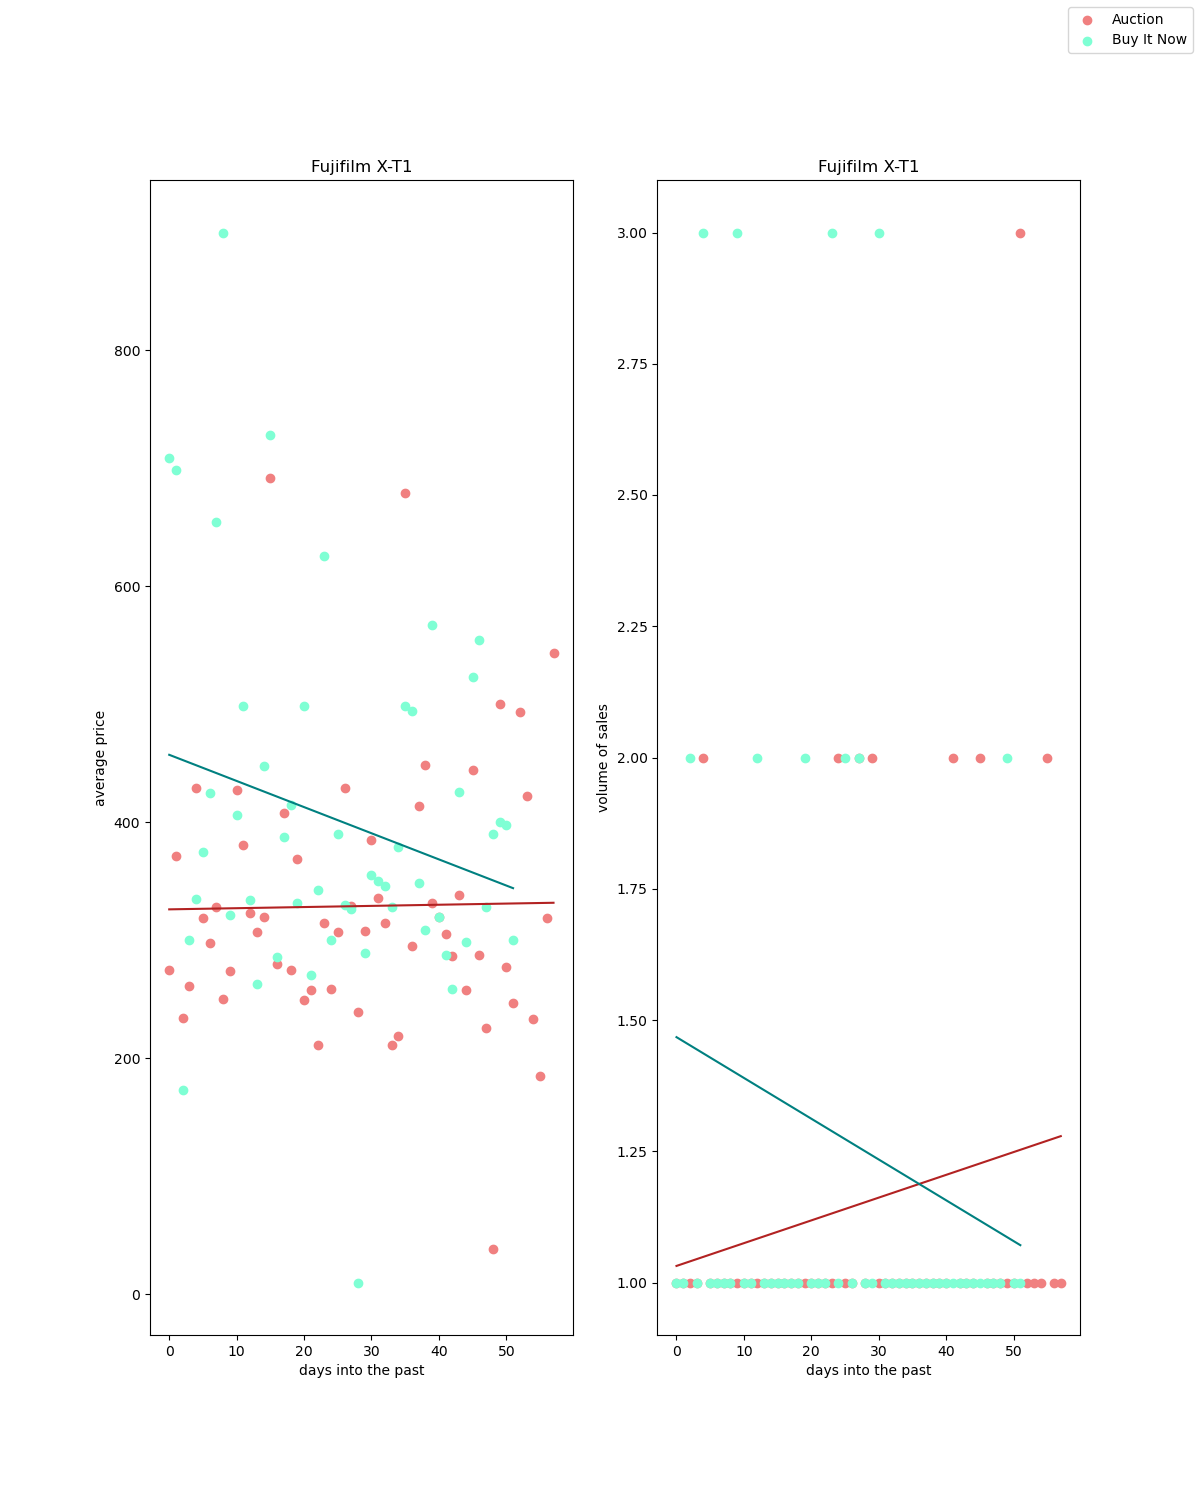 Auction
Buy It Now
Fujifilm X-T1
average price
800
600
400
200
0
0 10 20 30 40 50
days into the past
Fujifilm X-T1
volume of sales
3.00
2.75
2.50
2.25
2.00
1.75
1.50
1.25
1.00
0 10 20 30 40 50
days into the past